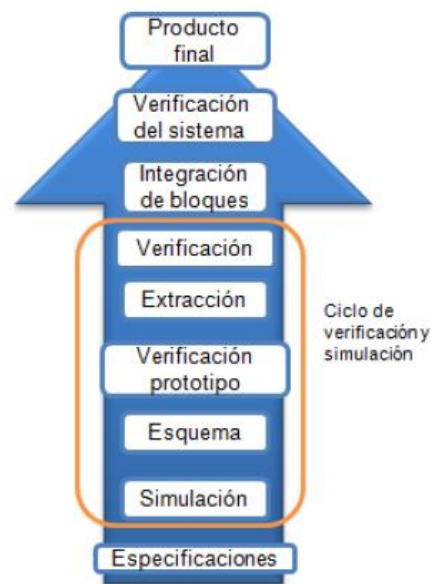 Producto
final
Verificación
del sistema
Integración
de bloques
Verificación
Extracción
Ciclo de
verificación y
simulación
Verificación
prototipo
Esquema
Simulación
Especificaciones